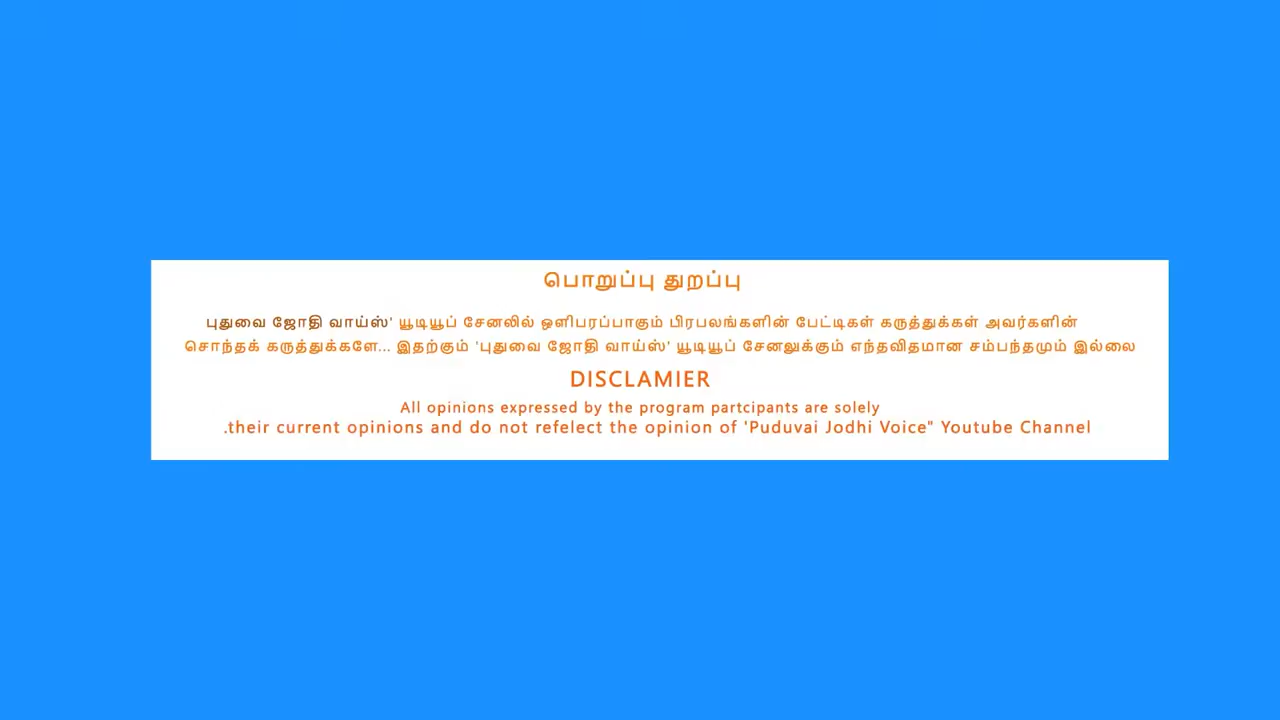 பொறுப்பு துறப்பு
புதுவை ஜோதி வாய்ஸ்' யூடியூப் சேனலில் ஒளிபரப்பாகும் பிரபலங்களின் பேட்டிகள் கருத்துக்கள் அவர்களின்
சொந்தக் கருத்துக்களே... இதற்கும் 'புதுவை ஜோதி வாய்ஸ்' யூடியூப் சேனலுக்கும் எந்தவிதமான சம்பந்தமும் இல்லை
DISCLAMIER
All opinions expressed by the program partcipants are solely
.their current opinions and do not refelect the opinion of 'Puduvai Jodhi Voice" Youtube Channel